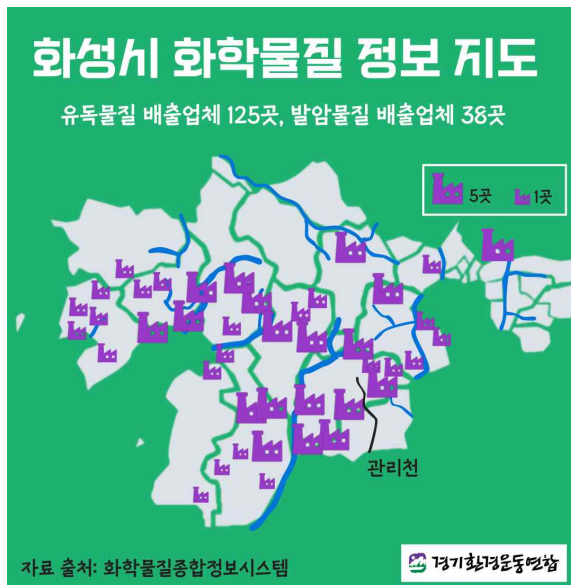 화성시 화학물질 정보 지도
유독물질 배출업체 125곳, 발암물질 배출업체 38곳
5곳 1곳
관리천
자료 출처: 화학물질종합정보시스템
경기환경운동연합